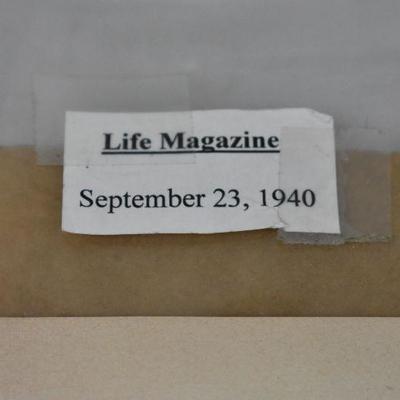 Life Magazine
September 23, 1940